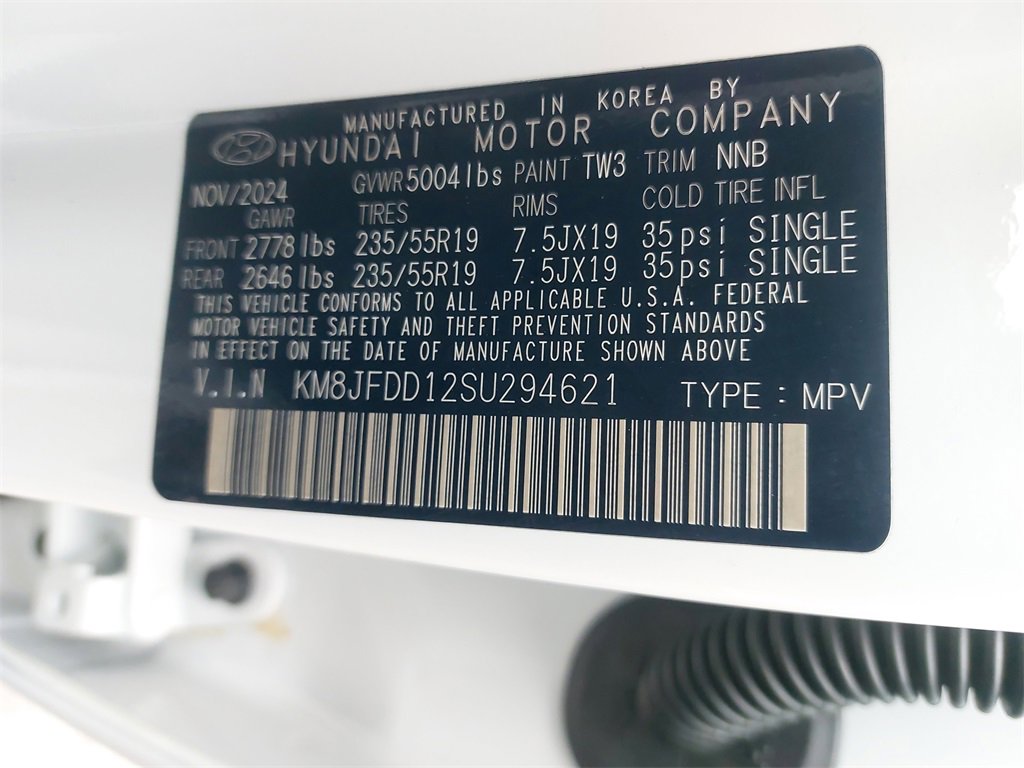 MANUFACTURED IN KOREA BY
HYUNDAI MOTOR COMPANY
NOV/2024 GVWR 5004lbs PAINT TW3 TRIM NNB
GAWR TIRES RIMS COLD TIRE INFL
FRONT 2778 lbs 235/55R19 7.5JX19 35psi SINGLE
REAR 2646 lbs 235/55R19 7.5JX19 35psi SINGLE
THIS VEHICLE CONFORMS TO ALL APPLICABLE U.S.A. FEDERAL
MOTOR VEHICLE SAFETY AND THEFT PREVENTION STANDARDS
IN EFFECT ON THE DATE OF MANUFACTURE SHOWN ABOVE
V.I.N KM8JFDD12SU294621 TYPE : MPV